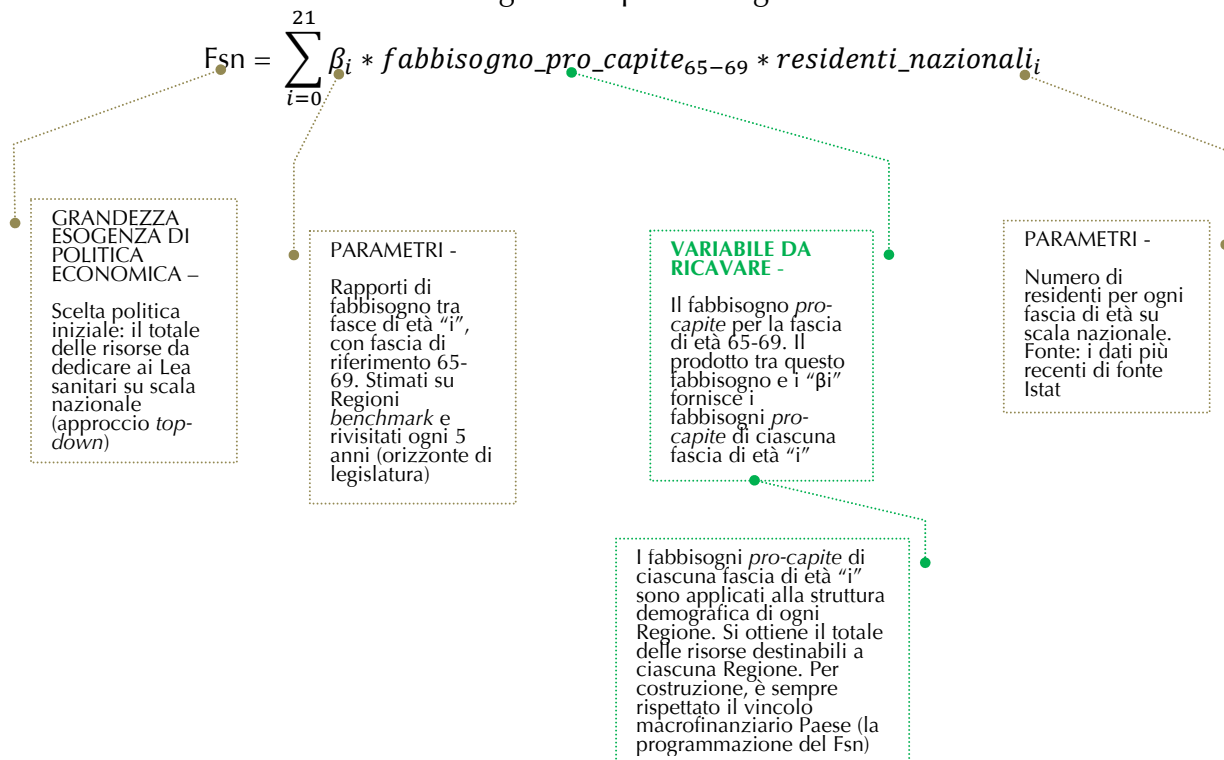 21
Fsn = ∑ βi * fabbisogno_pro_capite65−69 * residenti_nazionalii
i=0
GRANDEZZA
ESOGENZA DI
POLITICA
ECONOMICA –
Scelta politica
iniziale: il totale
delle risorse da
dedicare ai Lea
sanitari su scala
nazionale
(approccio top-
down)
PARAMETRI -
Rapporti di
fabbisogno tra
fasce di età “i”,
con fascia di
riferimento 65-
69. Stimati su
Regioni
benchmark e
rivisitati ogni 5
anni (orizzonte di
legislatura)
VARIABILE DA
RICAVARE -
Il fabbisogno pro-
capite per la fascia
di età 65-69. Il
prodotto tra questo
fabbisogno e i “βi”
fornisce i
fabbisogni pro-
capite di ciascuna
fascia di età “i”
PARAMETRI -
Numero di
residenti per ogni
fascia di età su
scala nazionale.
Fonte: i dati più
recenti di fonte
Istat
I fabbisogni pro-capite di
ciascuna fascia di età “i”
sono applicati alla struttura
demografica di ogni
Regione. Si ottiene il totale
delle risorse destinabili a
ciascuna Regione. Per
costruzione, è sempre
rispettato il vincolo
macrofinanziario Paese (la
programmazione del Fsn)